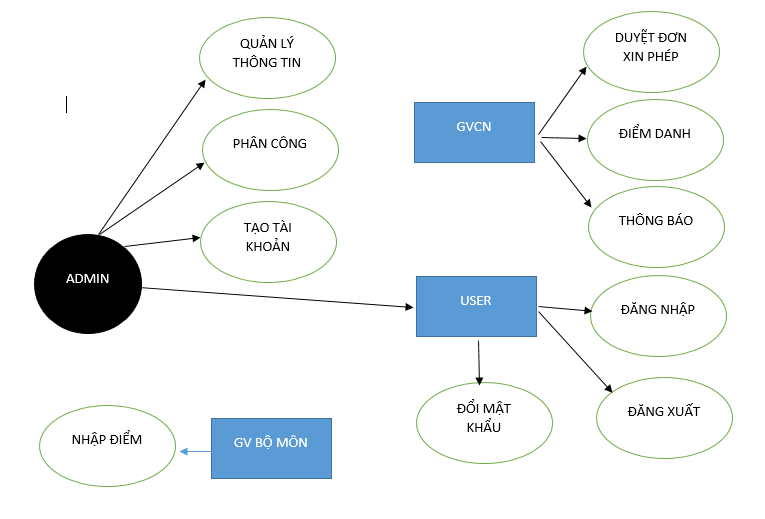 QUẢN LÝ
THÔNG TIN
DUYỆT ĐƠN
XIN PHÉP
GVCN
ĐIỂM DANH
PHÂN CÔNG
THÔNG BÁO
TẠO TÀI
KHOẢN
ADMIN
USER
ĐĂNG NHẬP
ĐỔI MẬT
KHẨU
ĐĂNG XUẤT
NHẬP ĐIỂM
GV BỘ MÔN